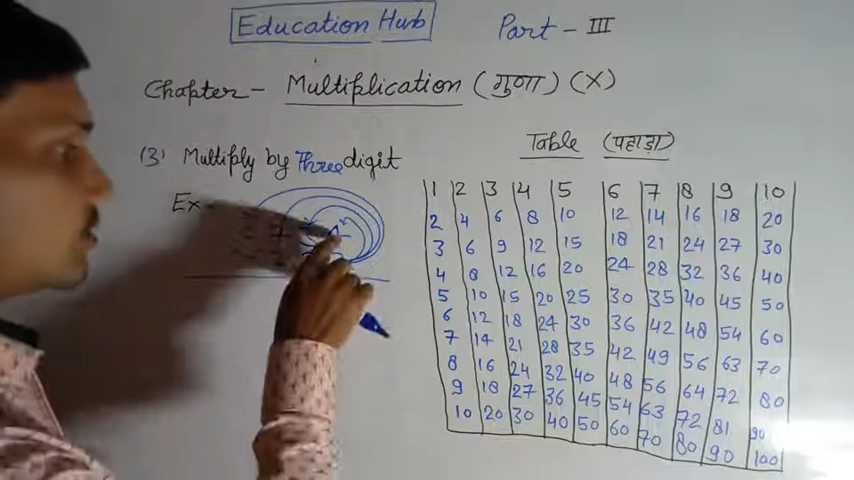 Education Hub
Part - III
Chapter - Multiplication (गुणा) (×)
(3) Multiply by Three digit
Ex-
Table (पहाड़ा)
1 2 3 4 5 6 7 8 9 10
2 4 6 8 10 12 14 16 18 20
3 6 9 12 15 18 21 24 27 30
4 8 12 16 20 24 28 32 36 40
5 10 15 20 25 30 35 40 45 50
6 12 18 24 30 36 42 48 54 60
7 14 21 28 35 42 49 56 63 70
8 16 24 32 40 48 56 64 72 80
9 18 27 36 45 54 63 72 81 90
10 20 30 40 50 60 70 80 90 100